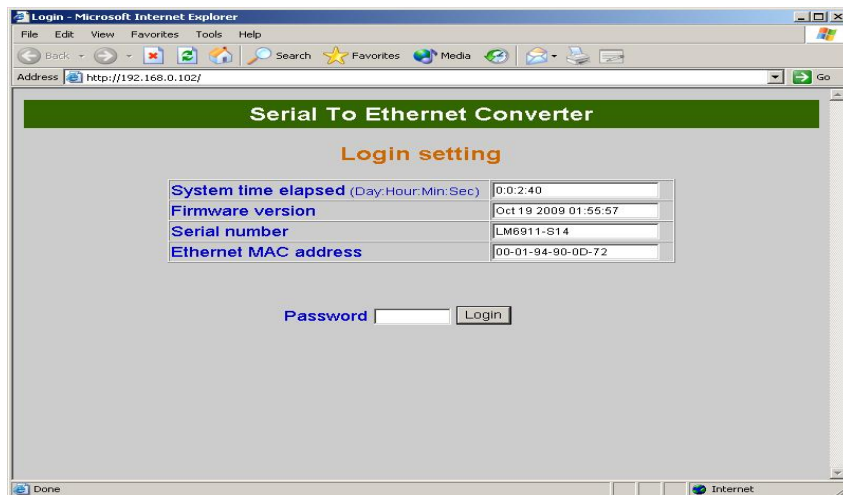 Login - Microsoft Internet Explorer
File Edit View Favorites Tools Help
Back Search Favorites Media
Address http://192.168.0.102/ Go
Serial To Ethernet Converter
Login setting
System time elapsed (Day:Hour:Min:Sec) 0:0:2:40
Firmware version Oct 19 2009 01:55:57
Serial number LM6911-S14
Ethernet MAC address 00-01-94-90-0D-72
Password Login
Done Internet